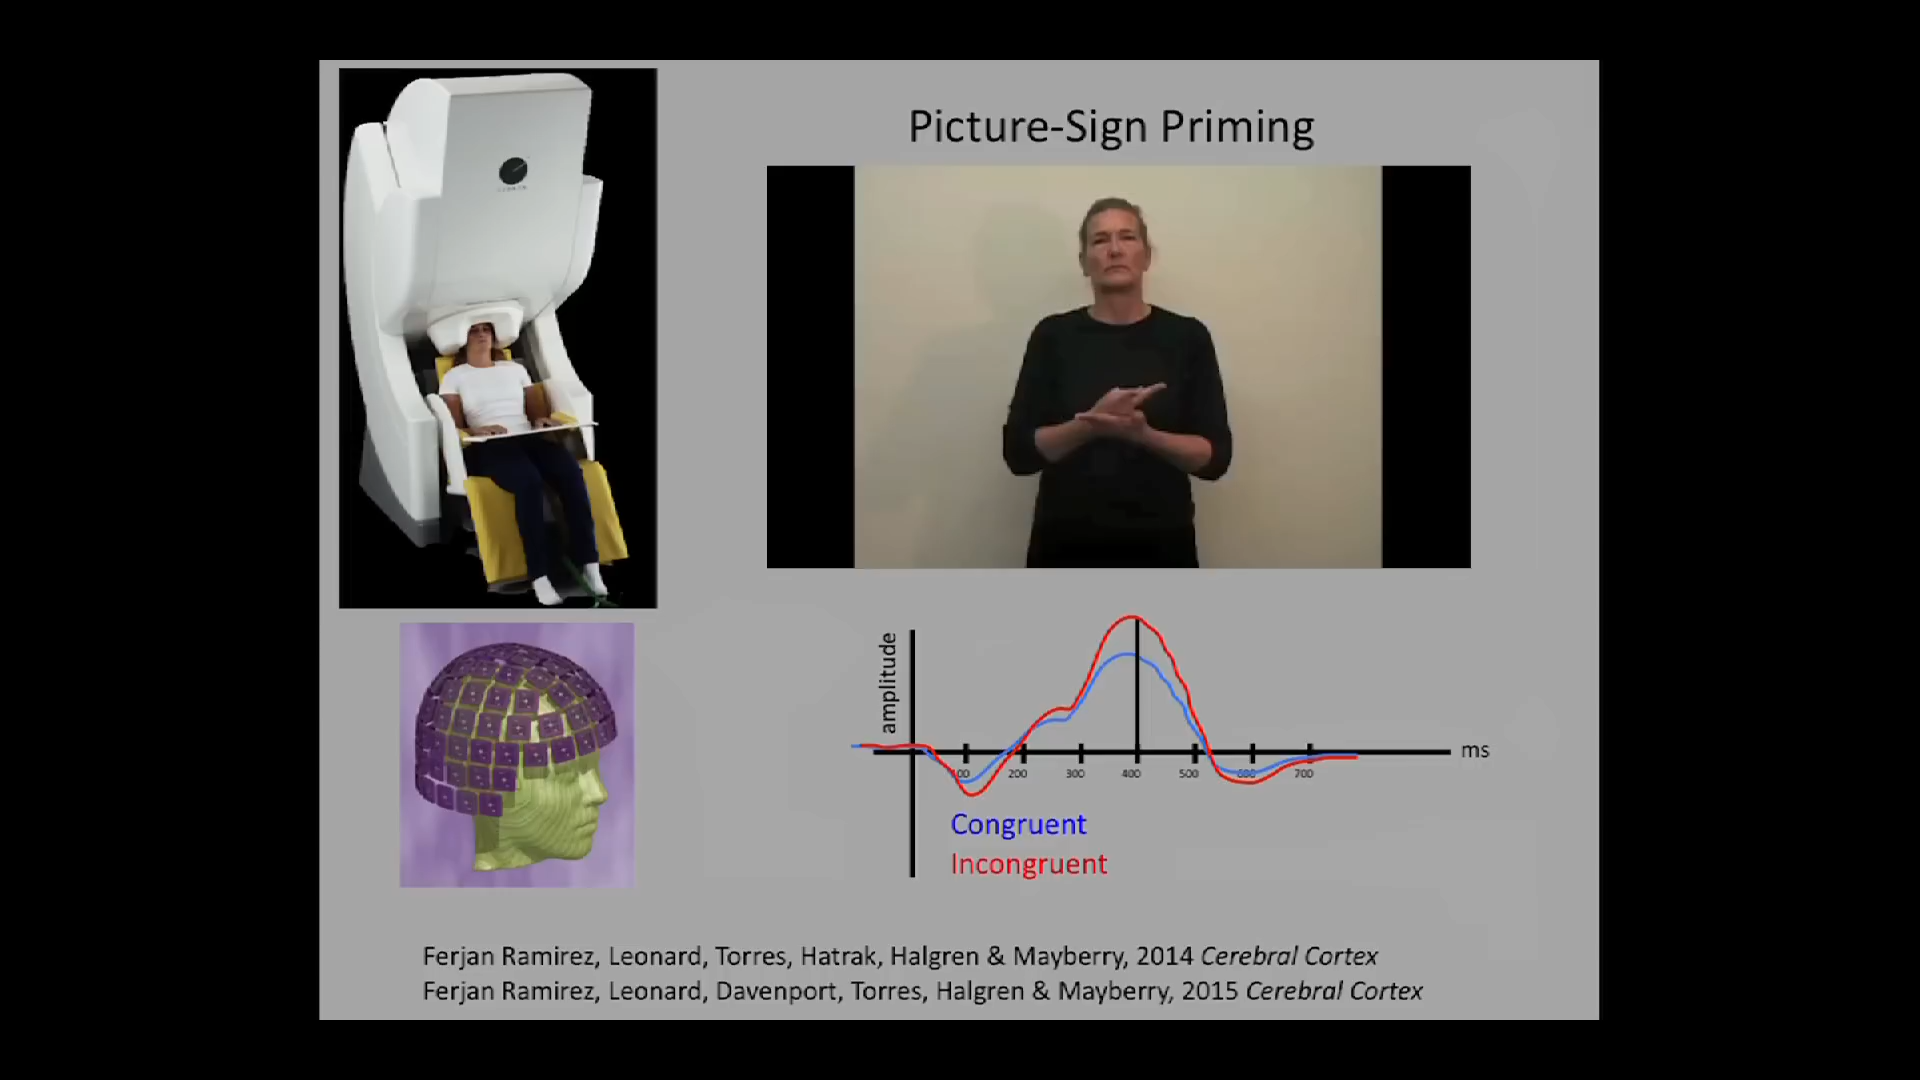 Picture-Sign Priming
amplitude
ms
100 200 300 400 500 600 700
Congruent
Incongruent
Ferjan Ramirez, Leonard, Torres, Hatrak, Halgren & Mayberry, 2014 Cerebral Cortex
Ferjan Ramirez, Leonard, Davenport, Torres, Halgren & Mayberry, 2015 Cerebral Cortex